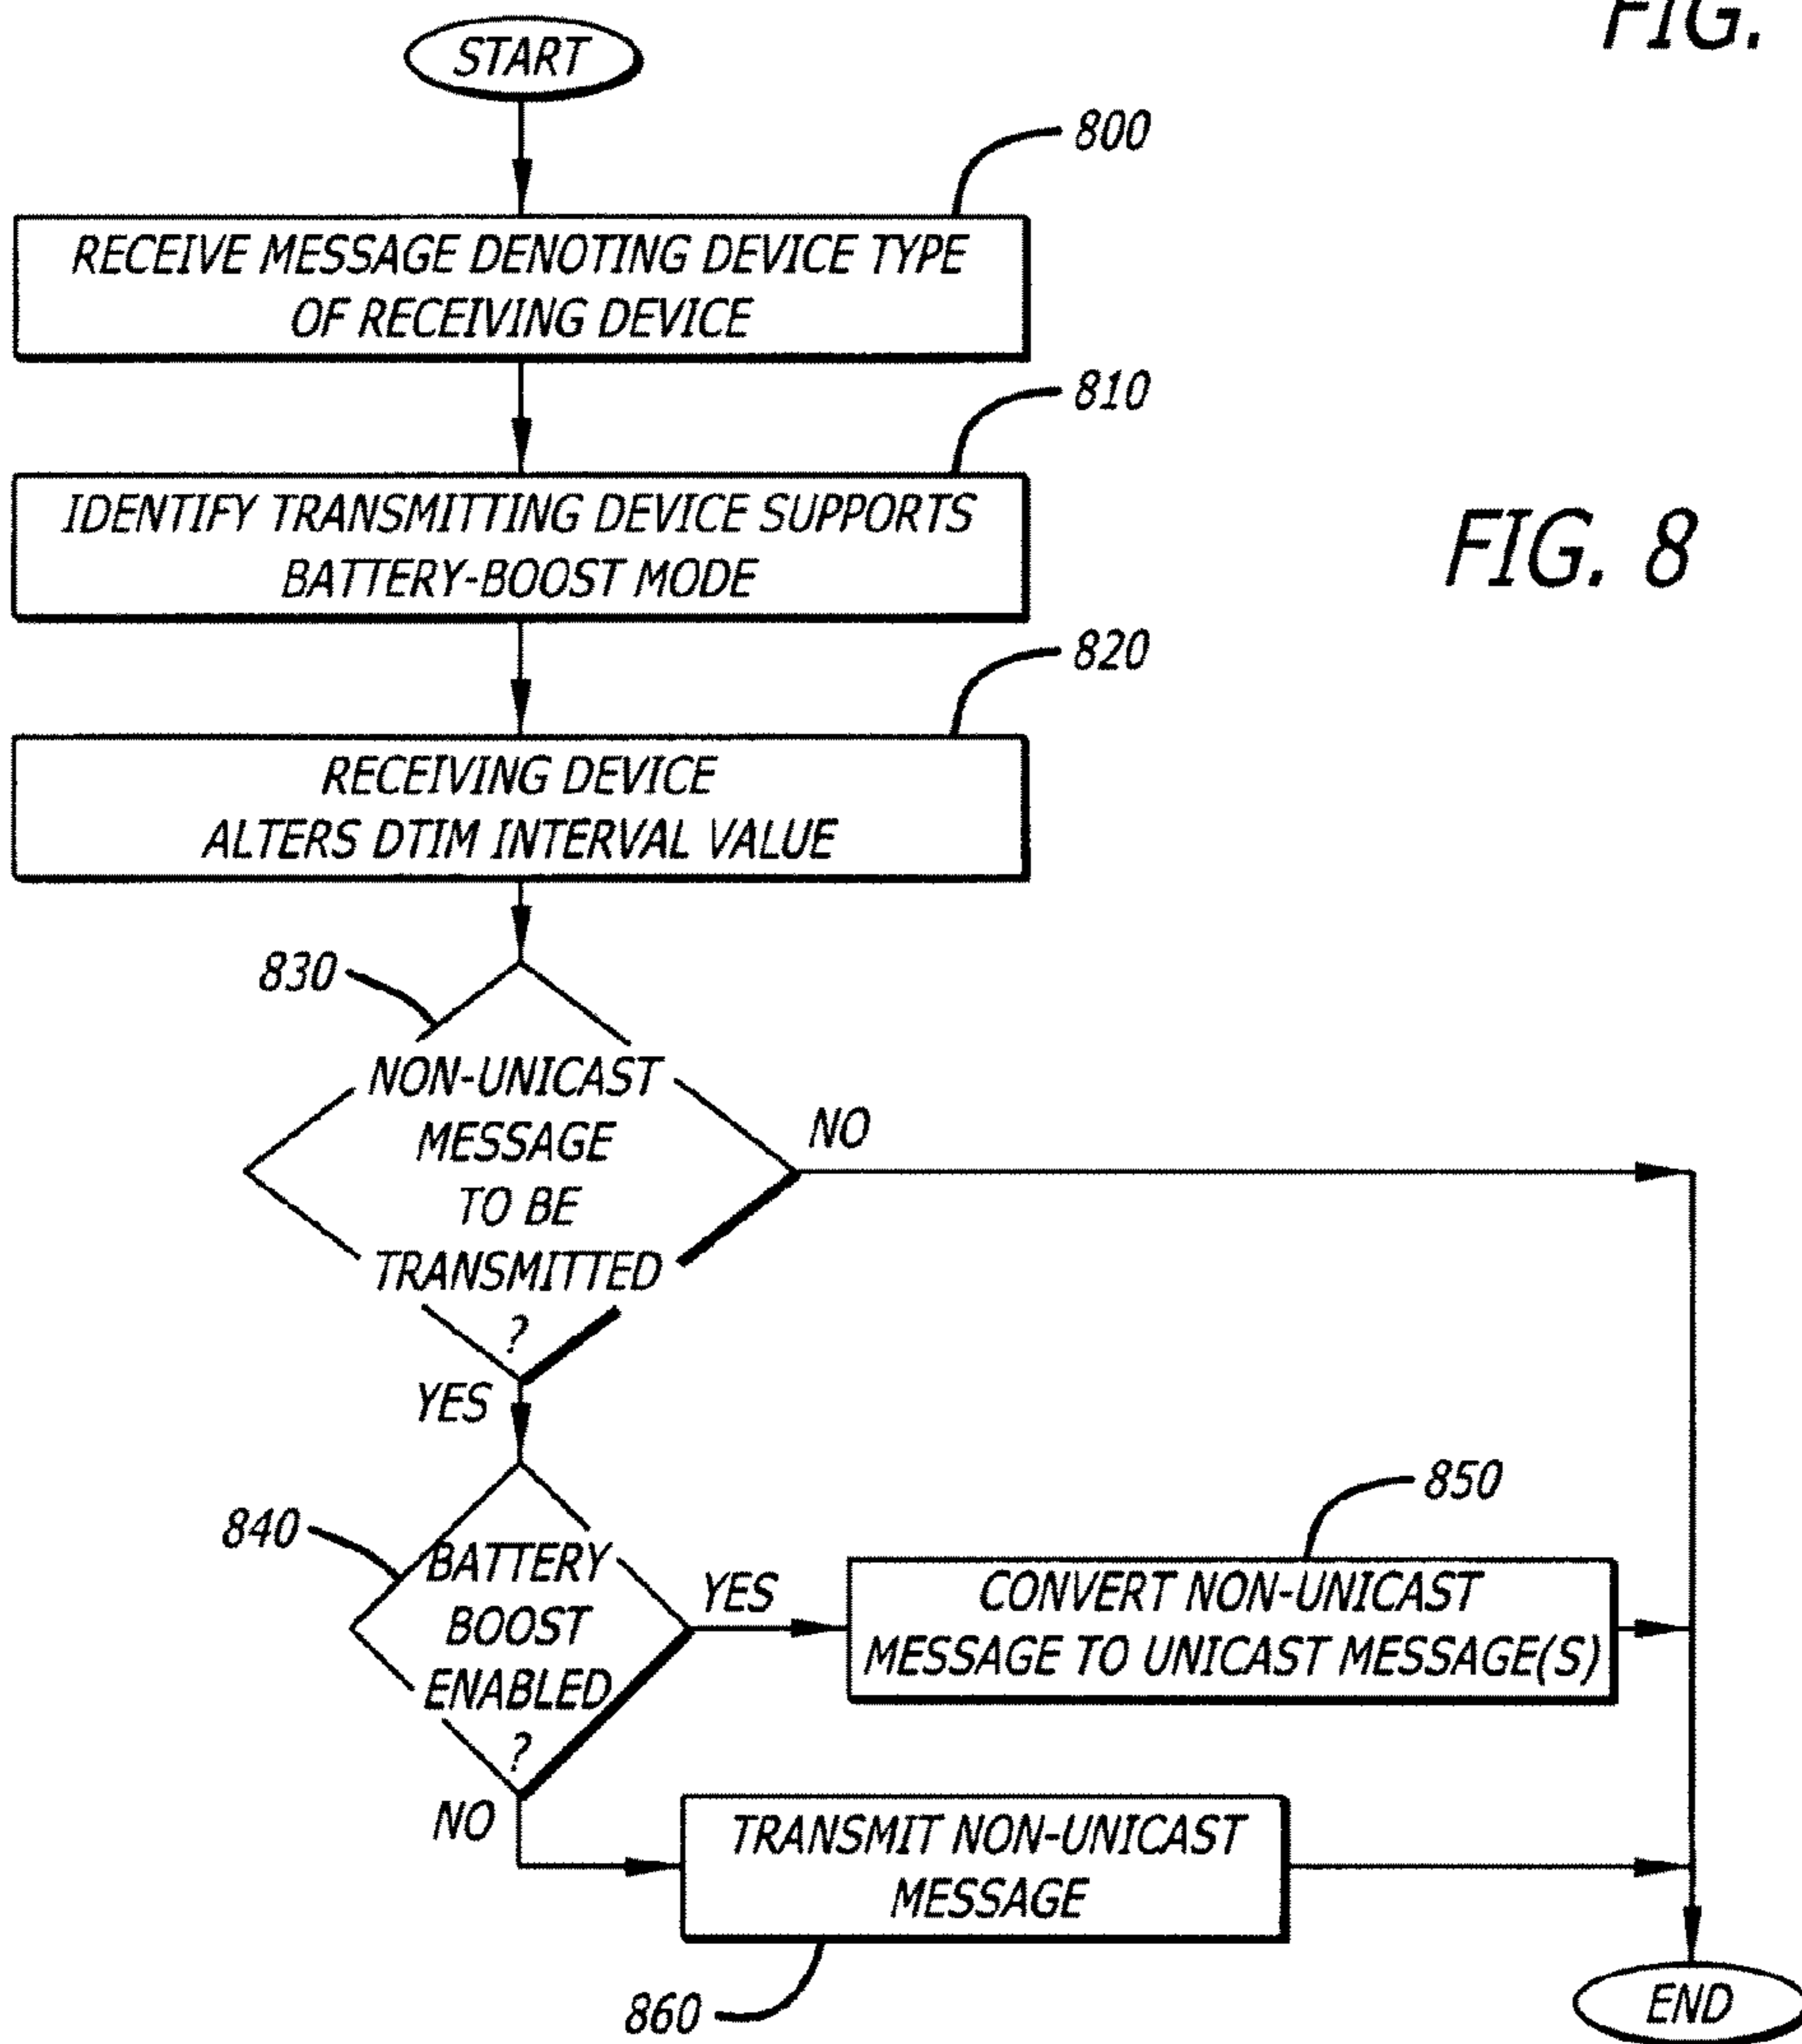 FIG.
START
800
RECEIVE MESSAGE DENOTING DEVICE TYPE
OF RECEIVING DEVICE
810
IDENTIFY TRANSMITTING DEVICE SUPPORTS
BATTERY-BOOST MODE
FIG. 8
820
RECEIVING DEVICE
ALTERS DTIM INTERVAL VALUE
830
NON-UNICAST
MESSAGE
TO BE
TRANSMITTED
?
NO
YES
840
BATTERY
BOOST
ENABLED
?
YES
850
CONVERT NON-UNICAST
MESSAGE TO UNICAST MESSAGE(S)
NO
TRANSMIT NON-UNICAST
MESSAGE
860
END